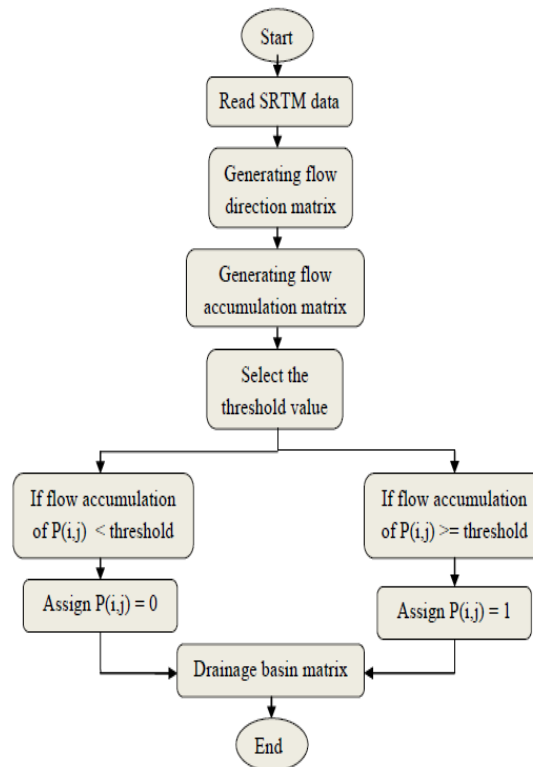 Start
Read SRTM data
Generating flow
direction matrix
Generating flow
accumulation matrix
Select the
threshold value
If flow accumulation
of P(i,j) < threshold
If flow accumulation
of P(i,j) >= threshold
Assign P(i,j) = 0
Assign P(i,j) = 1
Drainage basin matrix
End